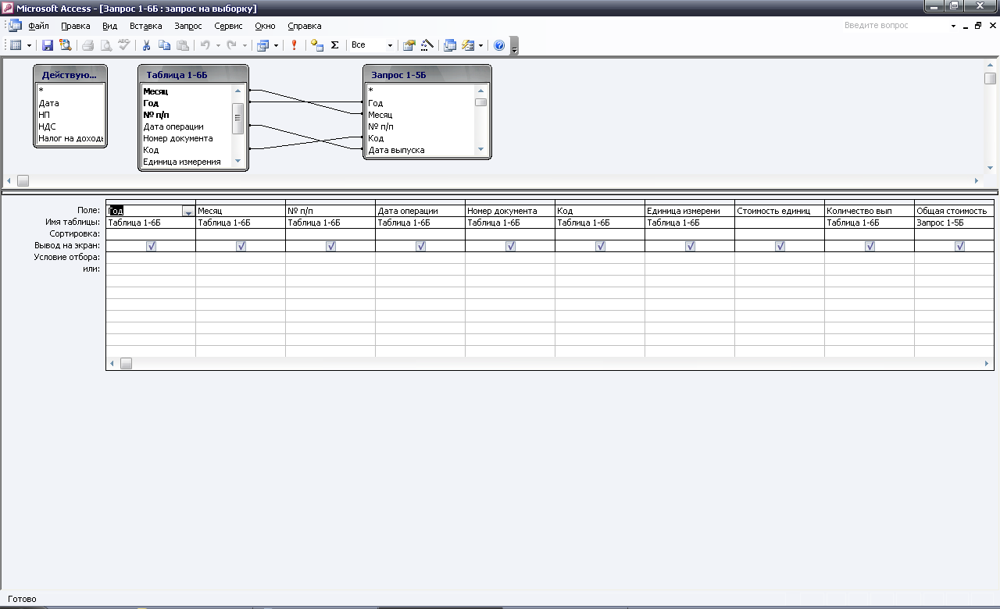 Microsoft Access - [Запрос 1-6Б : запрос на выборку]
Файл Правка Вид Вставка Запрос Сервис Окно Справка Введите вопрос
Все
Действую... Таблица 1-6Б Запрос 1-5Б
*
Дата
НП
НДС
Налог на доходы
Месяц
Год
№ п/п
Дата операции
Номер документа
Код
Единица измерения
*
Год
Месяц
№ п/п
Код
Дата выпуска
Поле: Год Месяц № п/п Дата операции Номер документа Код Единица измерени Стоимость единиц Количество вып Общая стоимость
Имя таблицы: Таблица 1-6Б Таблица 1-6Б Таблица 1-6Б Таблица 1-6Б Таблица 1-6Б Таблица 1-6Б Таблица 1-6Б Таблица 1-6Б Запрос 1-5Б
Сортировка:
Вывод на экран:
Условие отбора:
или:
Готово